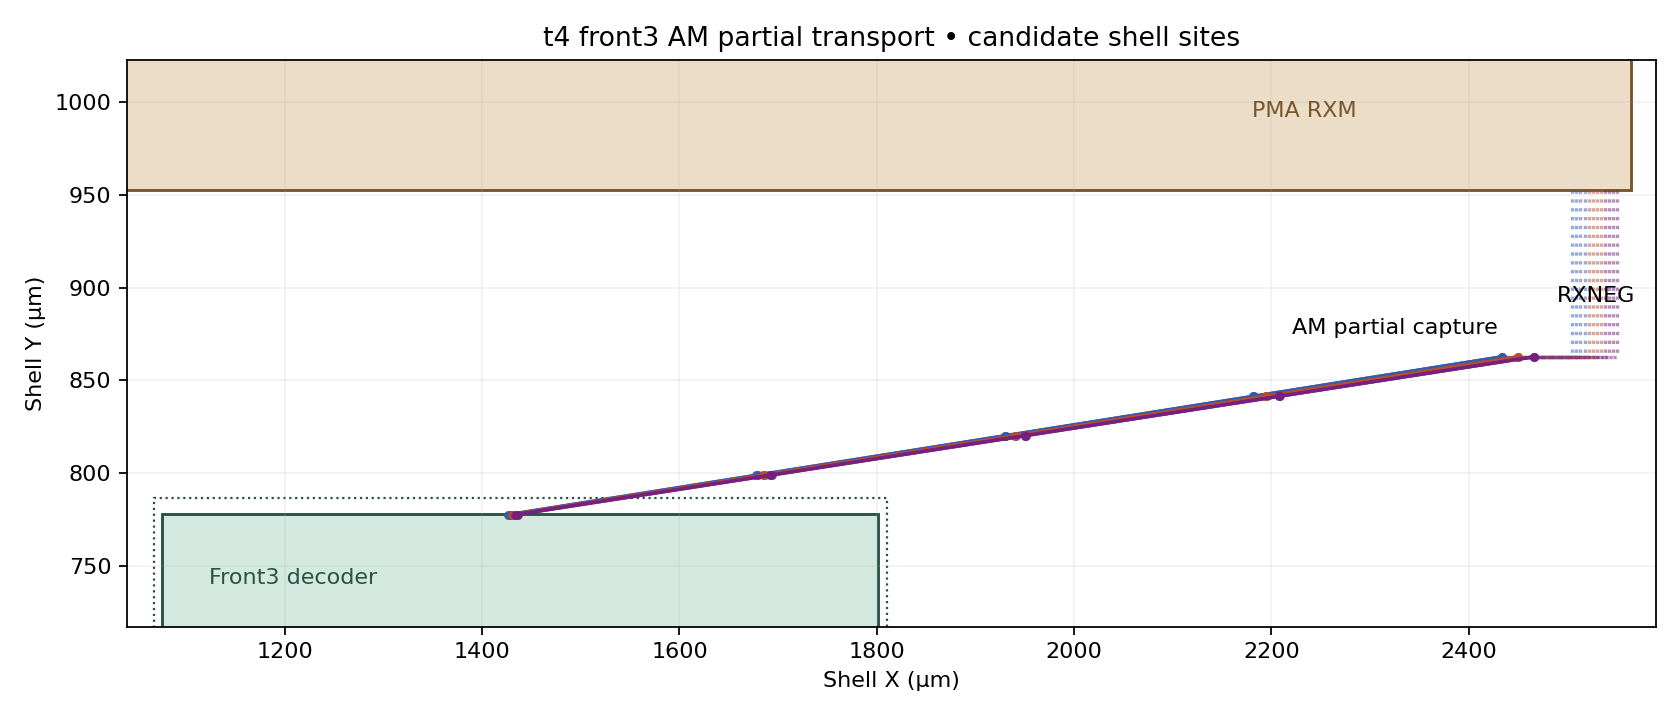 t4 front3 AM partial transport • candidate shell sites
1000
950
900
850
800
750
Shell Y (µm)
PMA RXM
RXNEG
AM partial capture
Front3 decoder
1200
1400
1600
1800
2000
2200
2400
Shell X (µm)